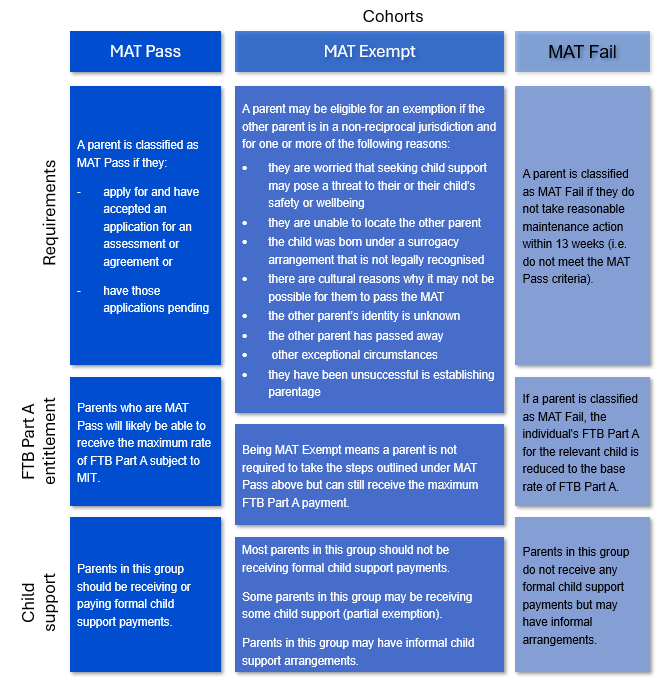 Cohorts
MAT Pass
MAT Exempt
MAT Fail
Requirements
A parent is classified as
MAT Pass if they:
- apply for and have
accepted an
application for an
assessment or
agreement or
- have those
applications pending
A parent may be eligible for an exemption if the
other parent is in a non-reciprocal jurisdiction and
for one or more of the following reasons:
• they are worried that seeking child support
may pose a threat to their or their child's
safety or wellbeing
• they are unable to locate the other parent
• the child was born under a surrogacy
arrangement that is not legally recognised
• there are cultural reasons why it may not be
possible for them to pass the MAT
• the other parent's identity is unknown
• the other parent has passed away
• other exceptional circumstances
• they have been unsuccessful is establishing
parentage
A parent is classified
as MAT Fail if they do
not take reasonable
maintenance action
within 13 weeks (i.e.
do not meet the MAT
Pass criteria).
FTB Part A
entitlement
Parents who are MAT
Pass will likely be able to
receive the maximum rate
of FTB Part A subject to
MIT.
Being MAT Exempt means a parent is not
required to take the steps outlined under MAT
Pass above but can still receive the maximum
FTB Part A payment.
If a parent is classified
as MAT Fail, the
individual's FTB Part A
for the relevant child is
reduced to the base
rate of FTB Part A.
Child
support
Parents in this group
should be receiving or
paying formal child
support payments.
Most parents in this group should not be
receiving formal child support payments.
Some parents in this group may be receiving
some child support (partial exemption).
Parents in this group may have informal child
support arrangements.
Parents in this group
do not receive any
formal child support
payments but may
have informal
arrangements.